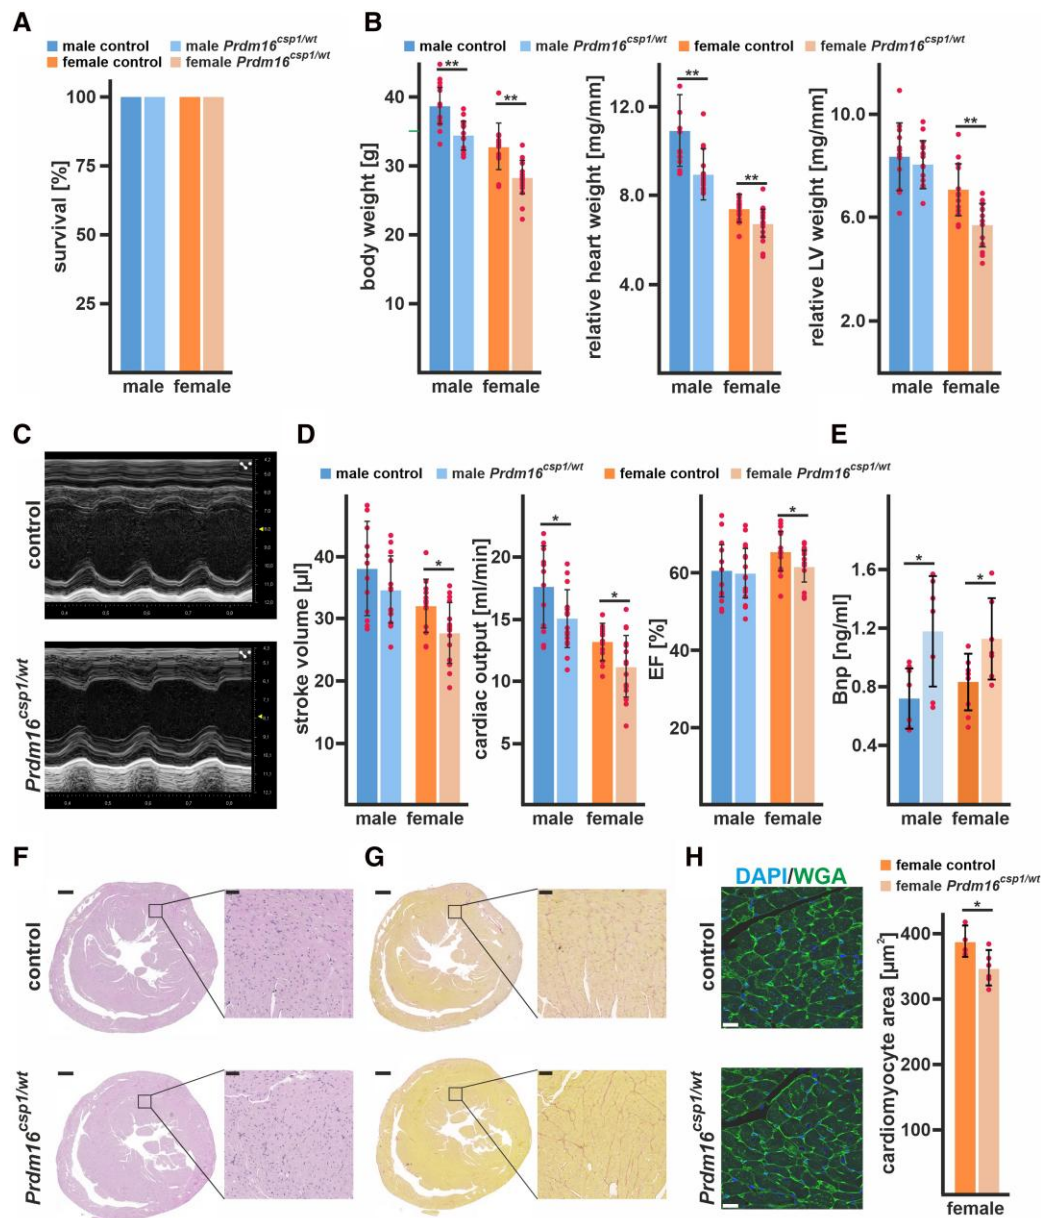 A
male control male Prdm16csp1/wt
female control female Prdm16csp1/wt
survival [%]
100
75
50
25
male female
B
male control male Prdm16csp1/wt female control female Prdm16csp1/wt
body weight [g]
40
30
20
10
** **
male female
relative heart weight [mg/mm]
12.0
8.0
4.0
** **
male female
relative LV weight [mg/mm]
10.0
6.0
2.0
**
male female
C
control
Prdm16csp1/wt
D
male control male Prdm16csp1/wt female control female Prdm16csp1/wt
stroke volume [µl]
40
30
20
10
*
male female
cardiac output [ml/min]
20
15
10
5
* *
male female
EF [%]
60
40
20
*
male female
E
Bnp [ng/ml]
1.6
1.2
0.8
0.4
* *
male female
F
control
Prdm16csp1/wt
G
H
DAPI/WGA
control
Prdm16csp1/wt
female control
female Prdm16csp1/wt
cardiomyocyte area [µm2]
400
300
200
100
*
female